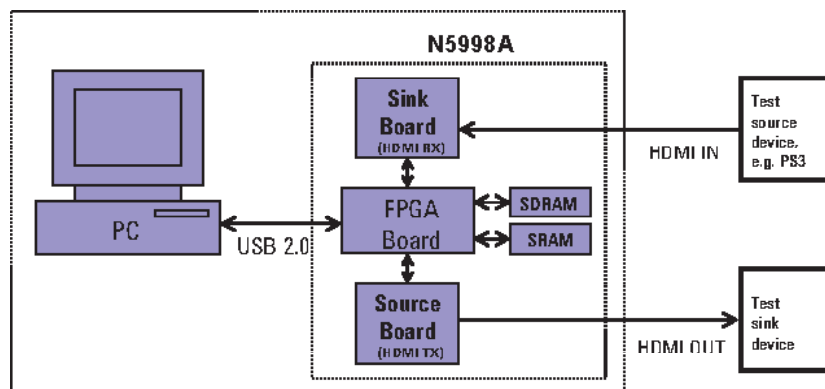 N5998A
Sink
Board
(HDMI RX)
Test
source
device,
e.g. PS3
HDMI IN
PC
USB 2.0
FPGA
Board
SDRAM
SRAM
Source
Board
(HDMI TX)
HDMI OUT
Test
sink
device